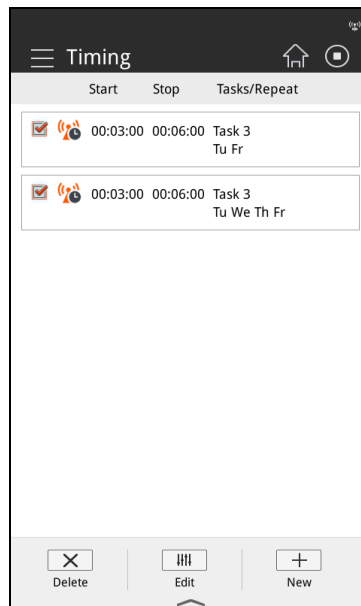 Timing
Start Stop Tasks/Repeat
00:03:00 00:06:00 Task 3
Tu Fr
00:03:00 00:06:00 Task 3
Tu We Th Fr
Delete Edit New